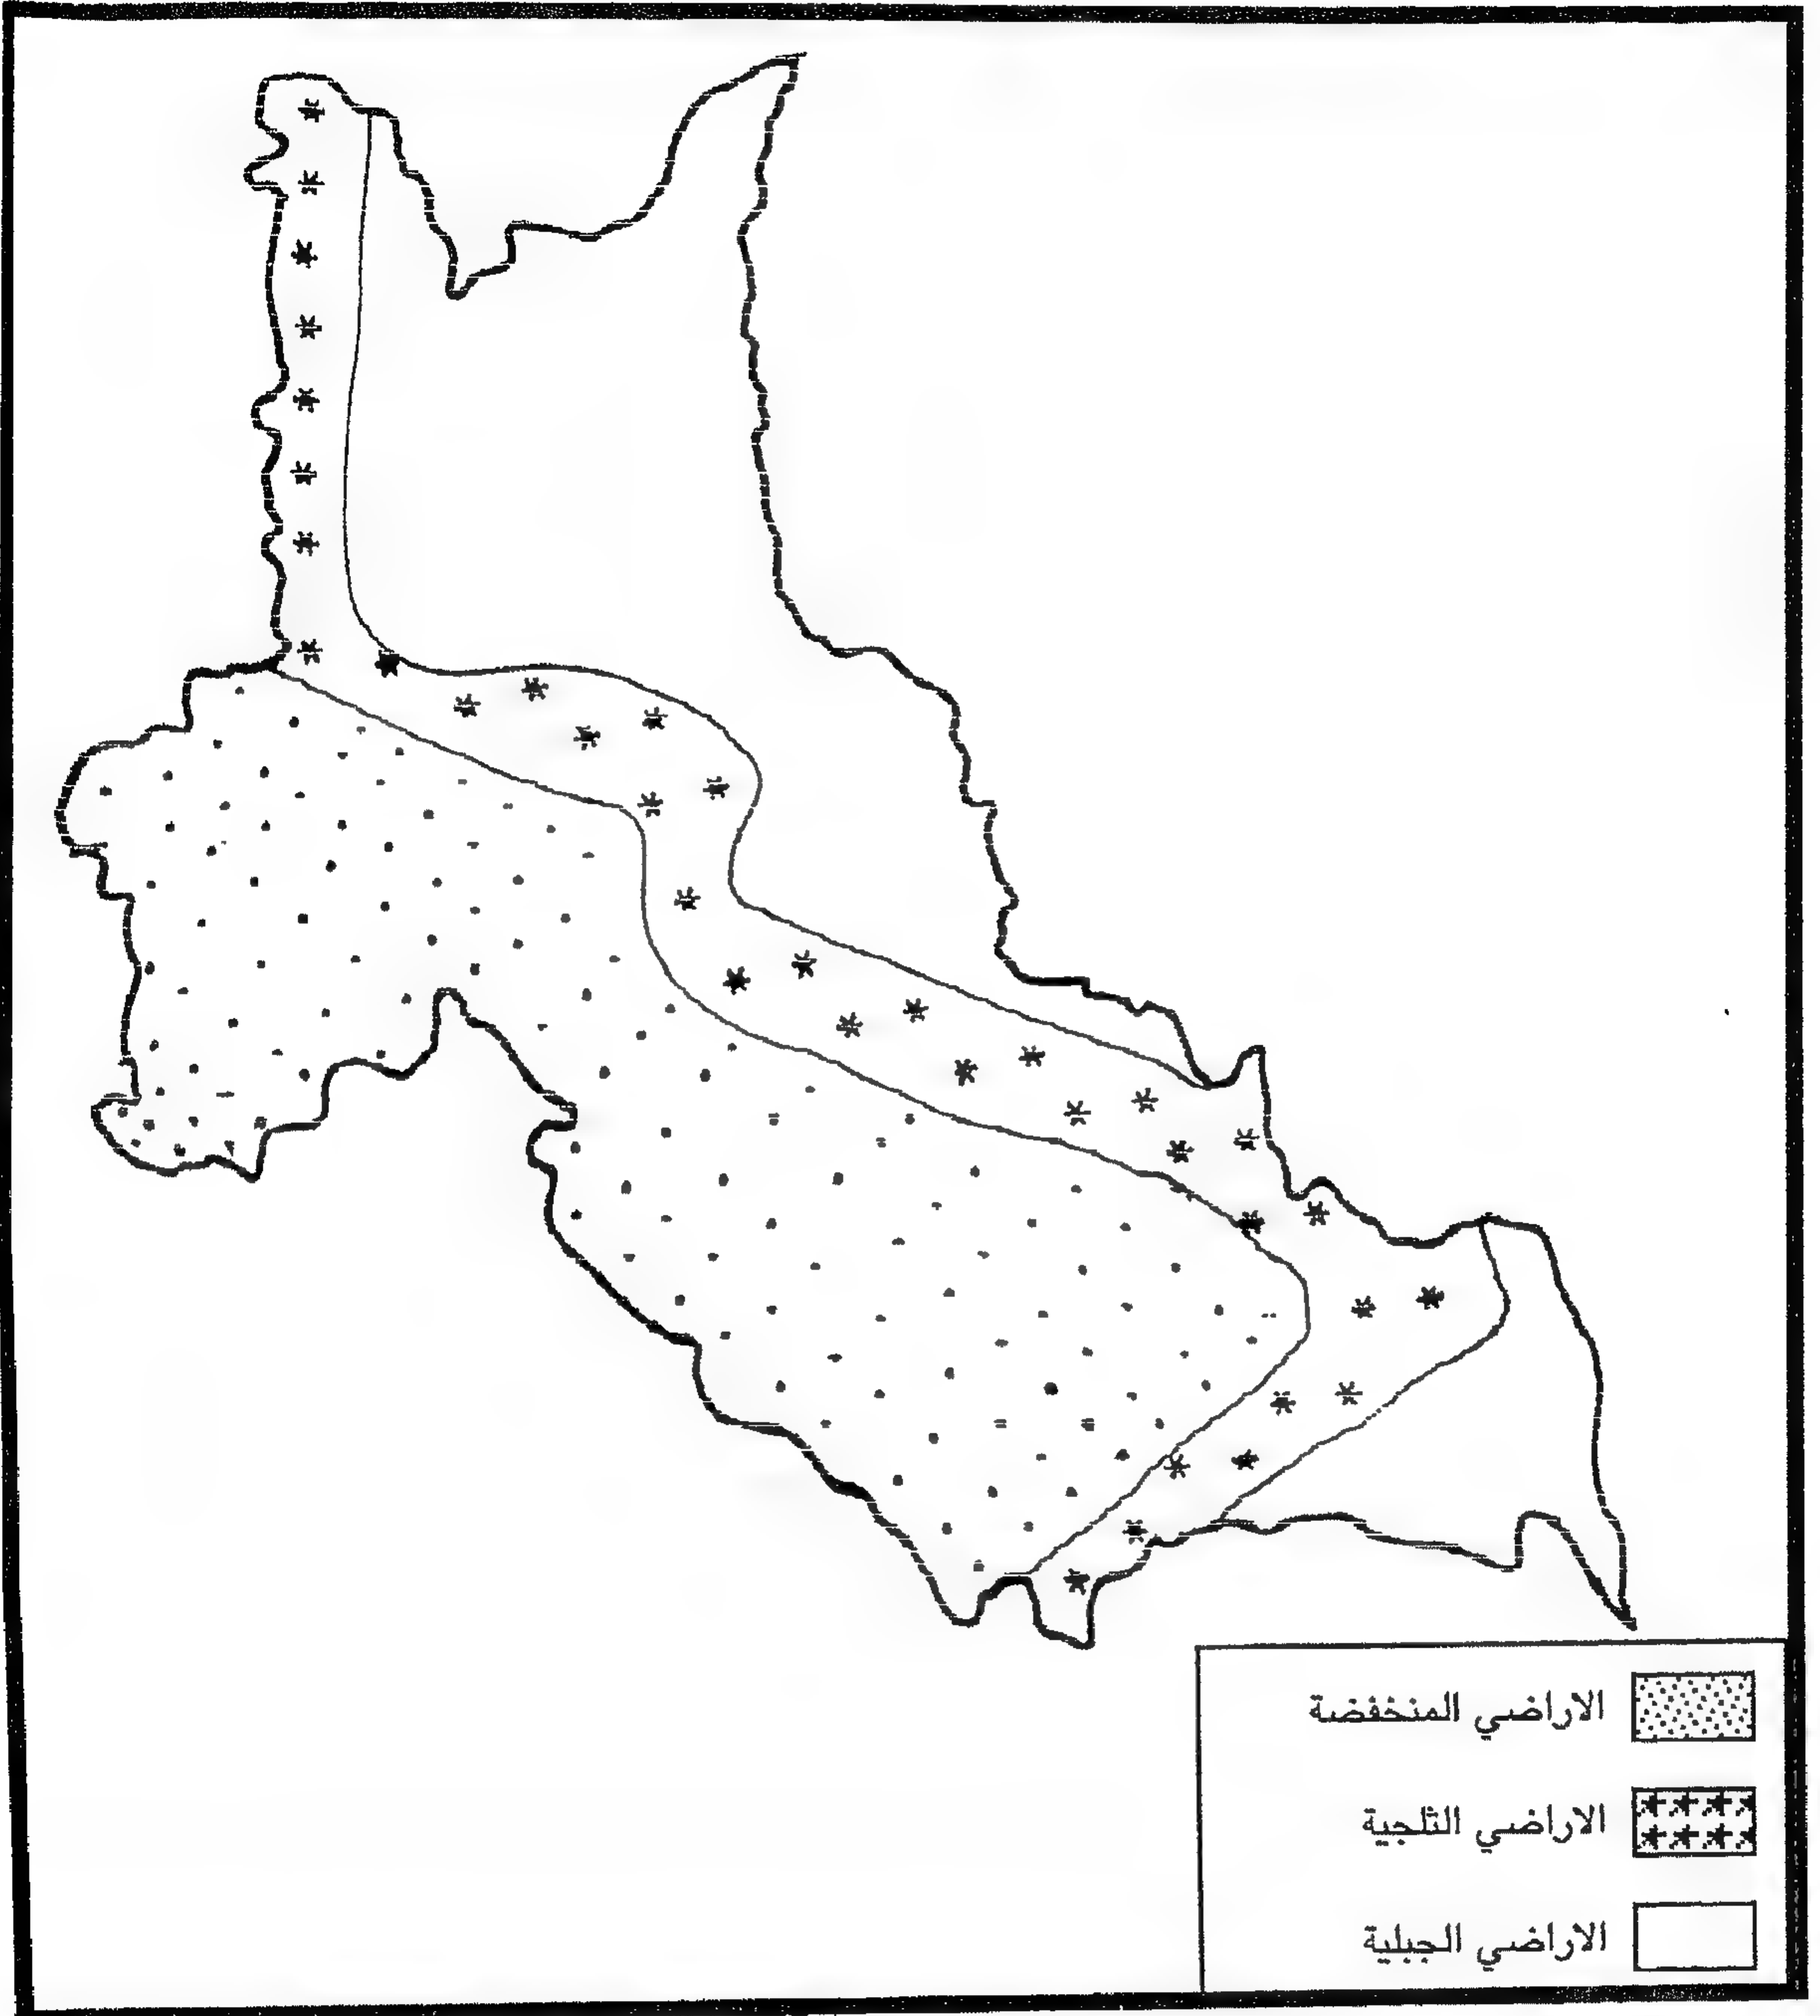 الاراضي المنخفضة
الاراضي الثلجية
الاراضي الجبلية